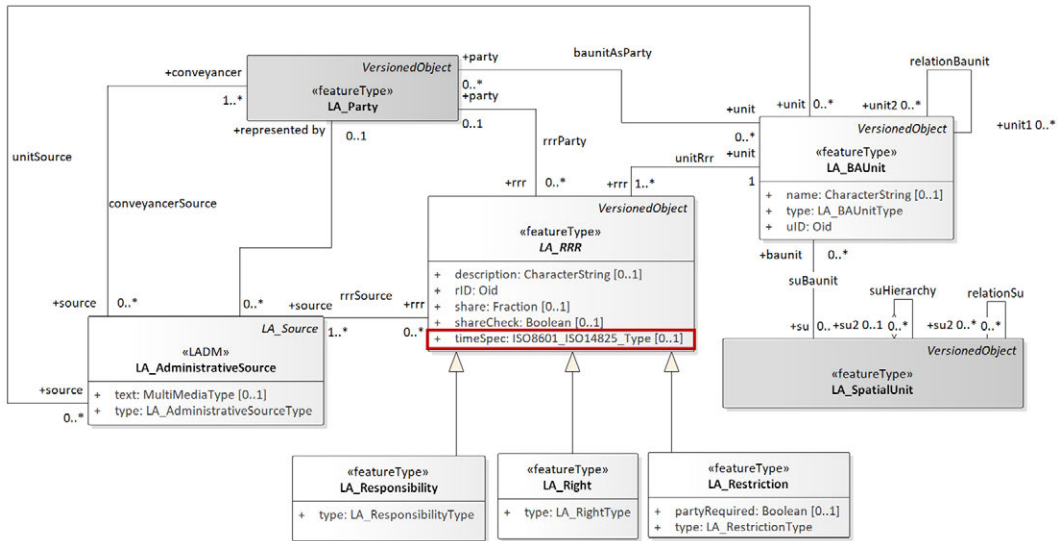 VersionedObject
«featureType»
LA_Party
+conveyancer
1..*
+represented by
0..1
+party
0..*
+party
0..1
baunitAsParty
+unit
0..*
+unit
0..*
relationBaunit
+unit2 0..*
+unit1 0..*
unitSource
conveyancerSource
rrrParty
+rrr
0..*
unitRrr
+unit
1
+rrr
1..*
VersionedObject
«featureType»
LA_BAUnit
+ name: CharacterString [0..1]
+ type: LA_BAUnitType
+ uID: Oid
VersionedObject
«featureType»
LA_RRR
+ description: CharacterString [0..1]
+ rID: Oid
+ share: Fraction [0..1]
+ shareCheck: Boolean [0..1]
+ timeSpec: ISO8601_ISO14825_Type [0..1]
+baunit
0..*
suBaunit
suHierarchy
relationSu
+su
0..
+su2 0..1
0..*
+su2 0..*
0..*
VersionedObject
«featureType»
LA_SpatialUnit
+source
0..*
0..*
+source
1..*
rrrSource
+rrr
0..*
LA_Source
«LADM»
LA_AdministrativeSource
+ text: MultiMediaType [0..1]
+ type: LA_AdministrativeSourceType
+source
0..*
«featureType»
LA_Responsibility
+ type: LA_ResponsibilityType
«featureType»
LA_Right
+ type: LA_RightType
«featureType»
LA_Restriction
+ partyRequired: Boolean [0..1]
+ type: LA_RestrictionType